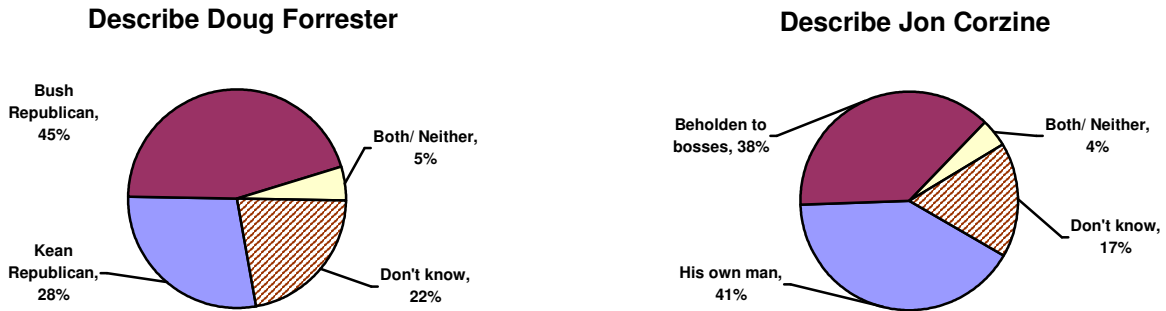 Describe Doug Forrester
Bush
Republican,
45%
Both/ Neither,
5%
Kean
Republican,
28%
Don't know,
22%
Describe Jon Corzine
Beholden to
bosses, 38%
Both/ Neither,
4%
Don't know,
17%
His own man,
41%